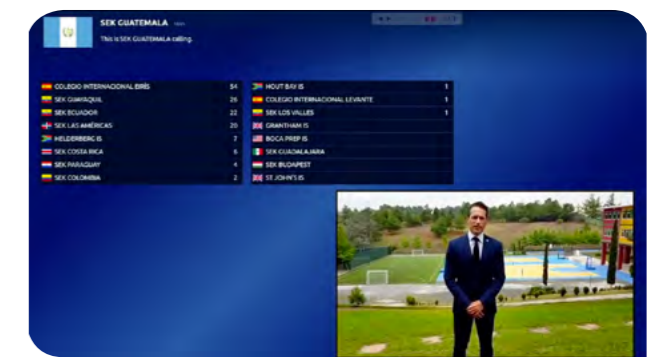 SEK GUATEMALA
This is SEK GUATEMALA calling.
COLEGIO INTERNACIONAL EIRÍS 54
SEK GUAYAQUIL 26
SEK ECUADOR 22
SEK LAS AMÉRICAS 20
HELDERBERG IS 7
SEK COSTA RICA 6
SEK PARAGUAY 4
SEK COLOMBIA 2
HOUT BAY IS 1
COLEGIO INTERNACIONAL LEVANTE 1
SEK LOS VALLES 1
GRANTHAM IS
BOCA PREP IS
SEK GUADALAJARA
SEK BUDAPEST
ST JOHN'S IS